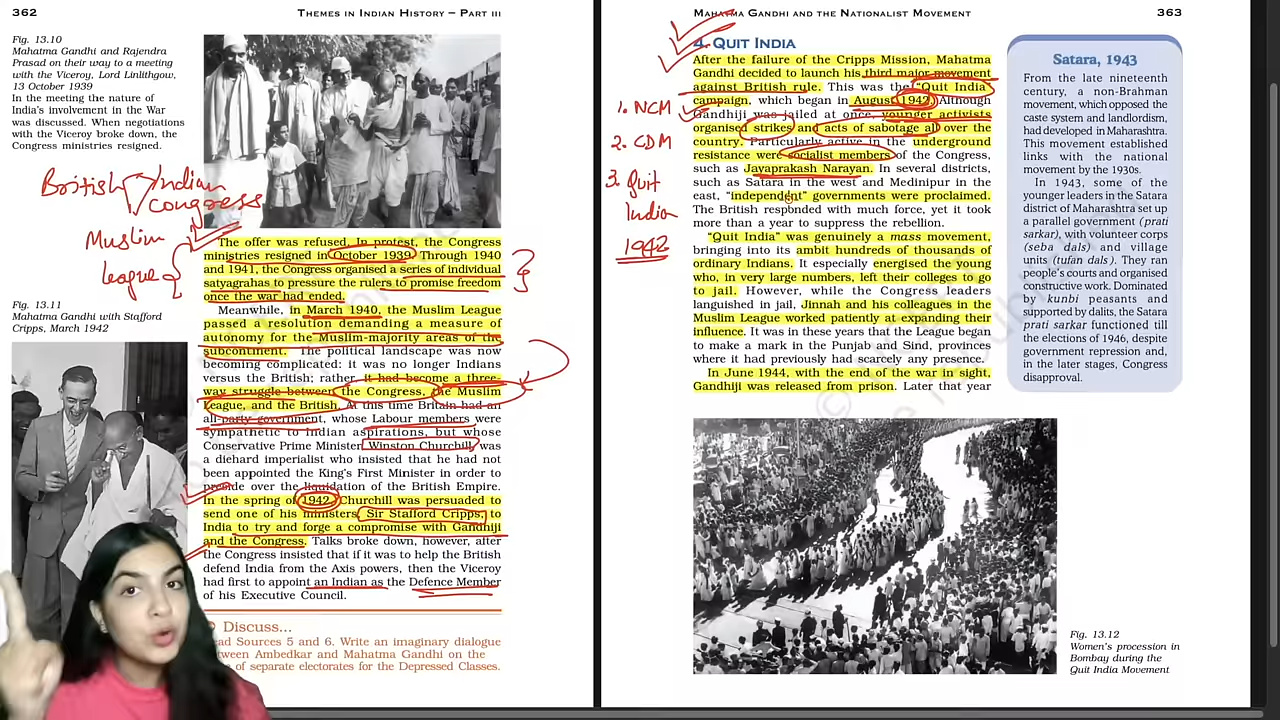 362
THEMES IN INDIAN HISTORY – PART III
Fig. 13.10
Mahatma Gandhi and Rajendra
Prasad on their way to a meeting
with the Viceroy, Lord Linlithgow,
13 October 1939
In the meeting the nature of
India's involvement in the War
was discussed. When negotiations
with the Viceroy broke down, the
Congress ministries resigned.
British Indian
Congress
Muslim
league
Fig. 13.11
Mahatma Gandhi with Stafford
Cripps, March 1942
The offer was refused. In protest, the Congress
ministries resigned in October 1939. Through 1940
and 1941, the Congress organised a series of individual
satyagrahas to pressure the rulers to promise freedom
once the war had ended.
Meanwhile, in March 1940, the Muslim League
passed a resolution demanding a measure of
autonomy for the Muslim-majority areas of the
subcontinent. The political landscape was now
becoming complicated: it was no longer Indians
versus the British; rather, it had become a three-
way struggle between the Congress, the Muslim
League, and the British. At this time Britain had an
all-party government, whose Labour members were
sympathetic to Indian aspirations, but whose
Conservative Prime Minister, Winston Churchill, was
a diehard imperialist who insisted that he had not
been appointed the King's First Minister in order to
preside over the liquidation of the British Empire.
In the spring of 1942, Churchill was persuaded to
send one of his ministers, Sir Stafford Cripps, to
India to try and forge a compromise with Gandhiji
and the Congress. Talks broke down, however, after
the Congress insisted that if it was to help the British
defend India from the Axis powers, then the Viceroy
had first to appoint an Indian as the Defence Member
of his Executive Council.
Discuss...
Sources 5 and 6. Write an imaginary dialogue
Ambedkar and Mahatma Gandhi on the
of separate electorates for the Depressed Classes.
MAHATMA GANDHI AND THE NATIONALIST MOVEMENT
363
4. QUIT INDIA
After the failure of the Cripps Mission, Mahatma
Gandhi decided to launch his third major movement
against British rule. This was the "Quit India"
campaign, which began in August 1942. Although
Gandhiji was jailed at once, younger activists
organised strikes and acts of sabotage all over the
country. Particularly active in the underground
resistance were socialist members of the Congress,
such as Jayaprakash Narayan. In several districts,
such as Satara in the west and Medinipur in the
east, "independent" governments were proclaimed.
The British responded with much force, yet it took
more than a year to suppress the rebellion.
"Quit India" was genuinely a mass movement,
bringing into its ambit hundreds of thousands of
ordinary Indians. It especially energised the young
who, in very large numbers, left their colleges to go
to jail. However, while the Congress leaders
languished in jail, Jinnah and his colleagues in the
Muslim League worked patiently at expanding their
influence. It was in these years that the League began
to make a mark in the Punjab and Sind, provinces
where it had previously had scarcely any presence.
In June 1944, with the end of the war in sight,
Gandhiji was released from prison. Later that year
1. NCM
2. CDM
3. Quit
India
1942
Satara, 1943
From the late nineteenth
century, a non-Brahman
movement, which opposed the
caste system and landlordism,
had developed in Maharashtra.
This movement established
links with the national
movement by the 1930s.
In 1943, some of the
younger leaders in the Satara
district of Maharashtra set up
a parallel government (prati
sarkar), with volunteer corps
(seba dals) and village
units (tufan dals). They ran
people's courts and organised
constructive work. Dominated
by kunbi peasants and
supported by dalits, the Satara
prati sarkar functioned till
the elections of 1946, despite
government repression and,
in the later stages, Congress
disapproval.
Fig. 13.12
Women's procession in
Bombay during the
Quit India Movement